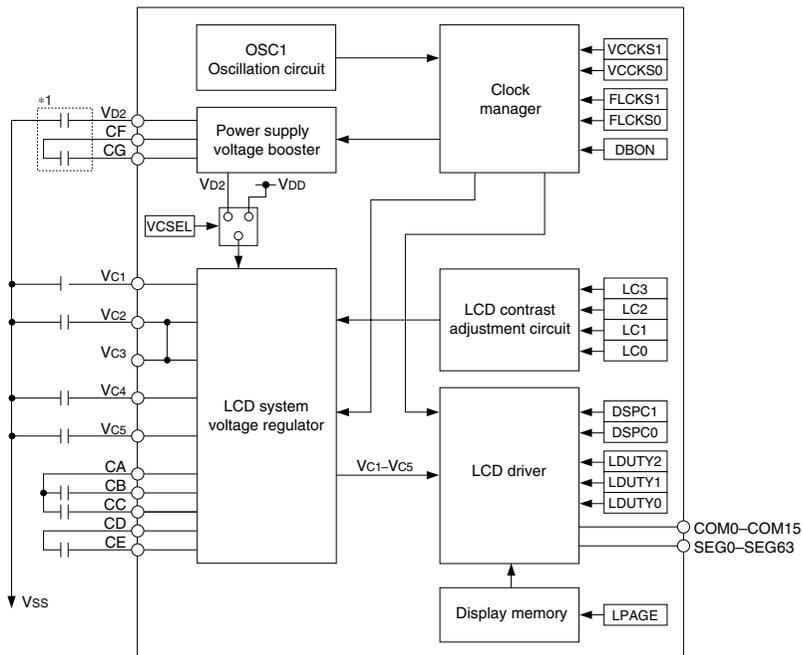 OSC1
Oscillation circuit
Clock
manager
VCCKS1
VCCKS0
FLCKS1
FLCKS0
DBON
*1
VD2
CF
CG
Power supply
voltage booster
VD2
VDD
VCSEL
VC1
VC2
VC3
VC4
VC5
CA
CB
CC
CD
CE
VSS
LCD system
voltage regulator
LCD contrast
adjustment circuit
LC3
LC2
LC1
LC0
VC1–VC5
LCD driver
DSPC1
DSPC0
LDUTY2
LDUTY1
LDUTY0
COM0–COM15
SEG0–SEG63
Display memory
LPAGE